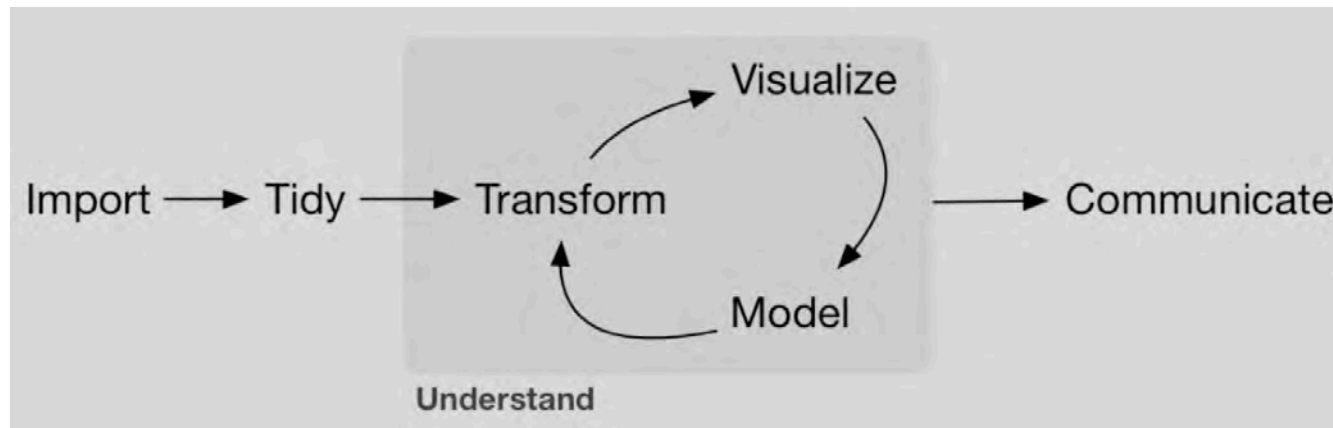 Visualize
Import
Tidy
Transform
Communicate
Model
Understand